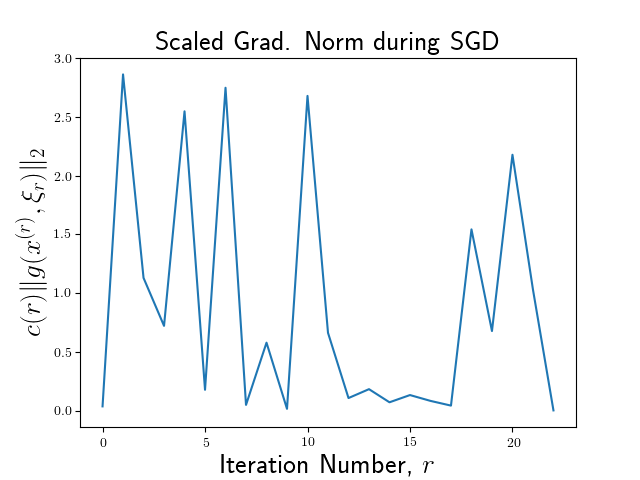 Scaled Grad. Norm during SGD
3.0
2.5
2.0
1.5
1.0
0.5
0.0
c(r)‖g(x^{(r)}, ξ_r)‖_2
0 5 10 15 20
Iteration Number, r